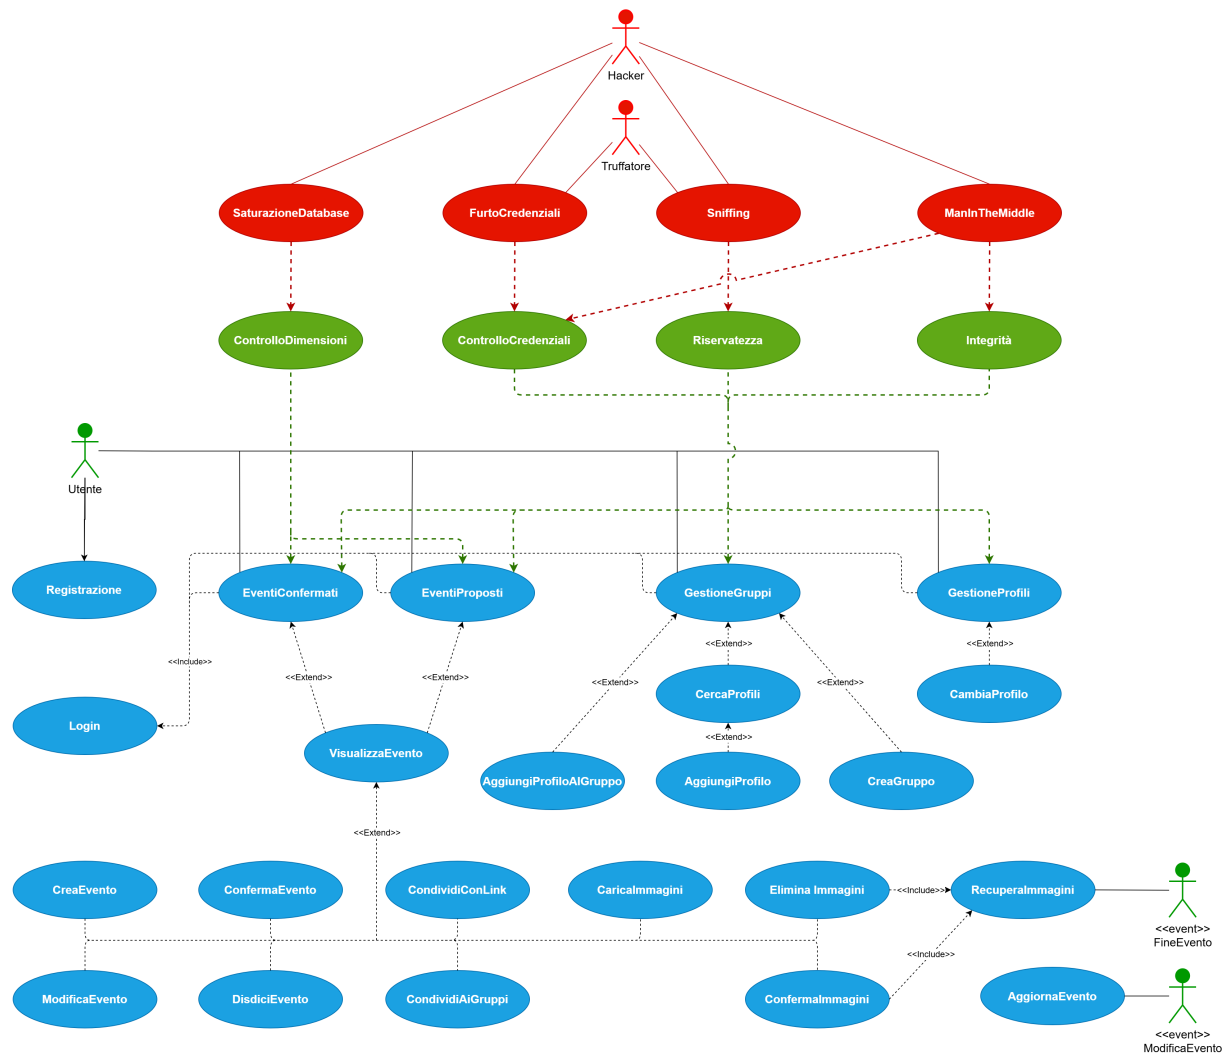 Hacker
Truffatore
SaturazioneDatabase
FurtoCredenziali
Sniffing
ManInTheMiddle
ControlloDimensioni
ControlloCredenziali
Riservatezza
Integrità
Utente
Registrazione
EventiConfermati
EventiProposti
GestioneGruppi
GestioneProfili
<<Extend>>
<<Extend>>
<<Include>>
<<Extend>>
<<Extend>>
<<Extend>>
<<Extend>>
CercaProfili
CambiaProfilo
Login
<<Extend>>
VisualizzaEvento
AggiungiProfiloAlGruppo
AggiungiProfilo
CreaGruppo
<<Extend>>
CreaEvento
ConfermaEvento
CondividiConLink
CaricaImmagini
Elimina Immagini
<<Include>>
RecuperaImmagini
<<event>>
FineEvento
<<Include>>
ModificaEvento
DisdiciEvento
CondividiAiGruppi
ConfermaImmagini
AggiornaEvento
<<event>>
ModificaEvento